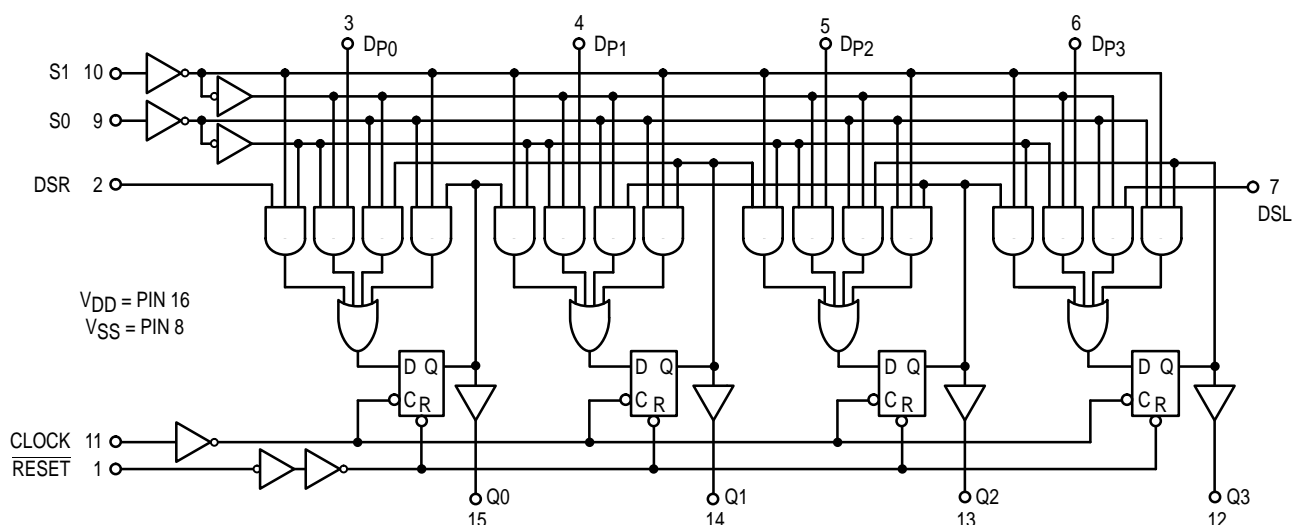 3 4 5 6
DP0 DP1 DP2 DP3
S1 10
S0 9
DSR 2
7
DSL
VDD = PIN 16
VSS = PIN 8
D Q D Q D Q D Q
C R C R C R C R
CLOCK 11
RESET 1
Q0 Q1 Q2 Q3
15 14 13 12